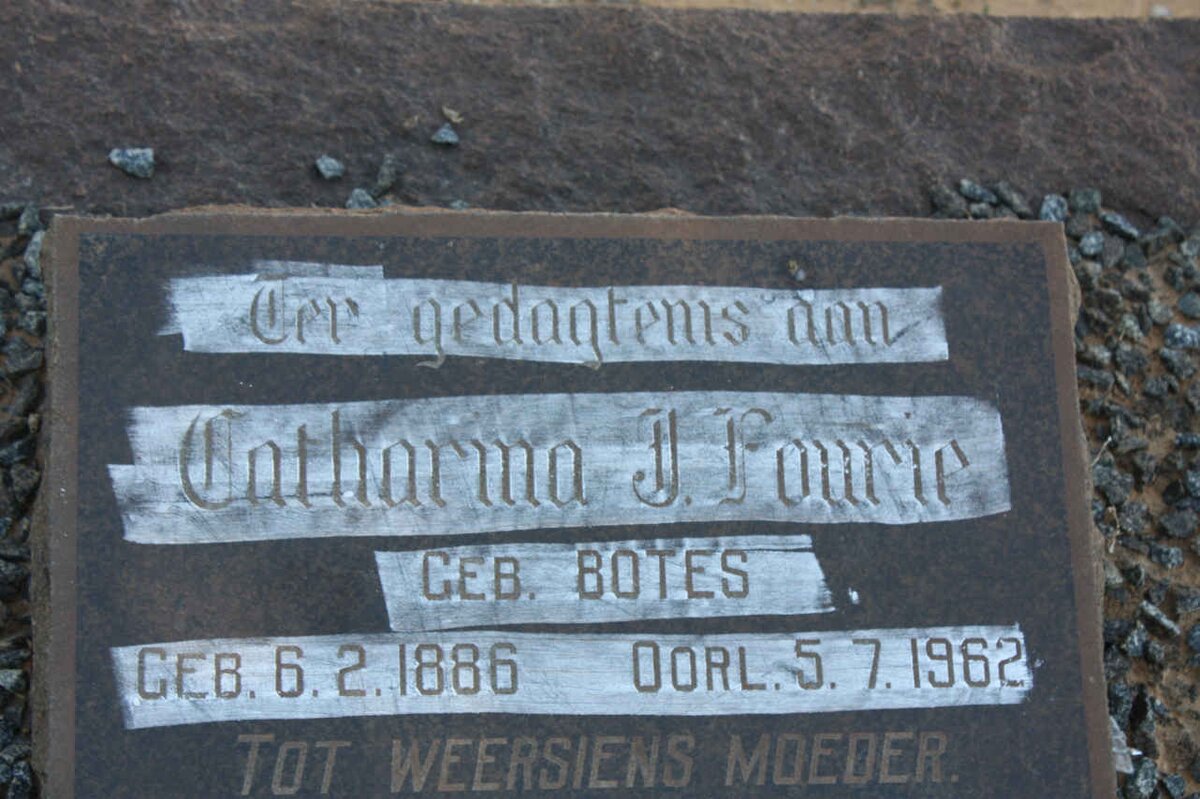 Ter gedagtenis aan
Catharina J. Fourie
GEB. BOTES
GEB. 6. 2. 1886 OORL. 5. 7. 1962
TOT WEERSIENS MOEDER.